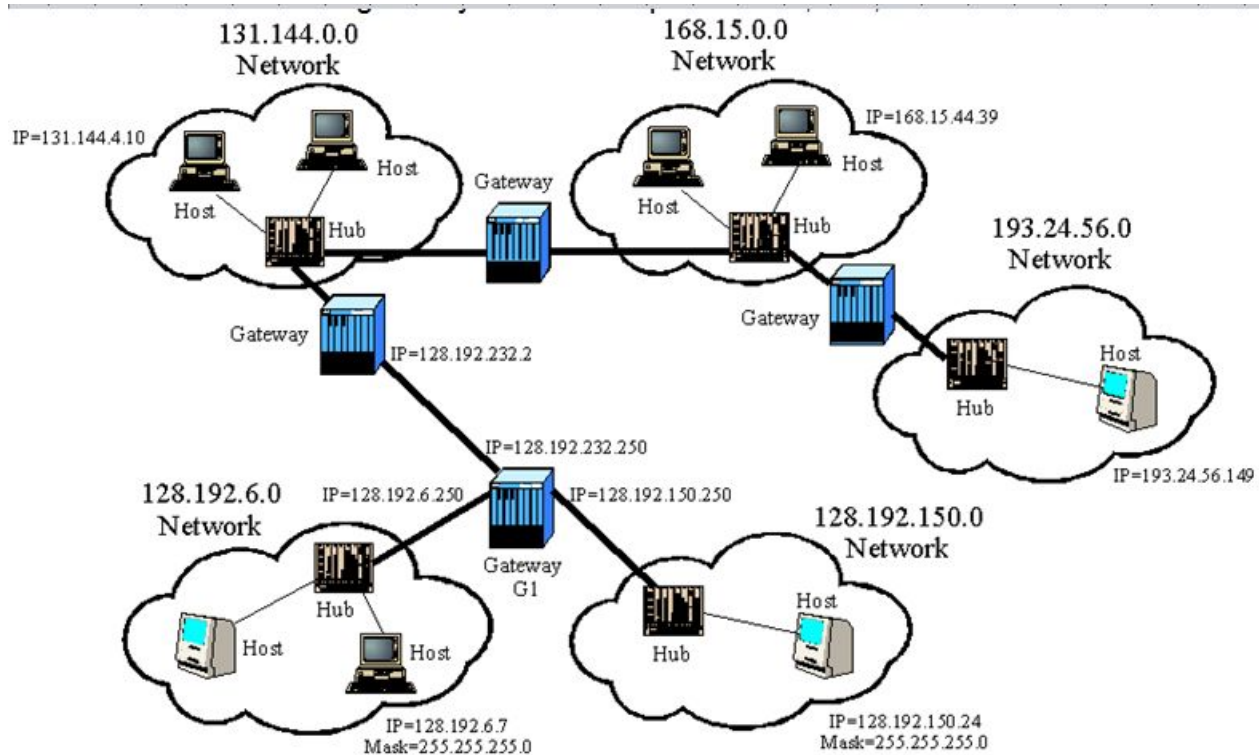 131.144.0.0
Network
168.15.0.0
Network
IP=131.144.4.10
Host
Host
Hub
Gateway
IP=168.15.44.39
Host
Host
Hub
193.24.56.0
Network
Gateway
IP=128.192.232.2
Gateway
Host
Hub
IP=193.24.56.149
IP=128.192.232.250
128.192.6.0
Network
IP=128.192.6.250
IP=128.192.150.250
Gateway
G1
128.192.150.0
Network
Hub
Host
Host
IP=128.192.6.7
Mask=255.255.255.0
Hub
Host
IP=128.192.150.24
Mask=255.255.255.0